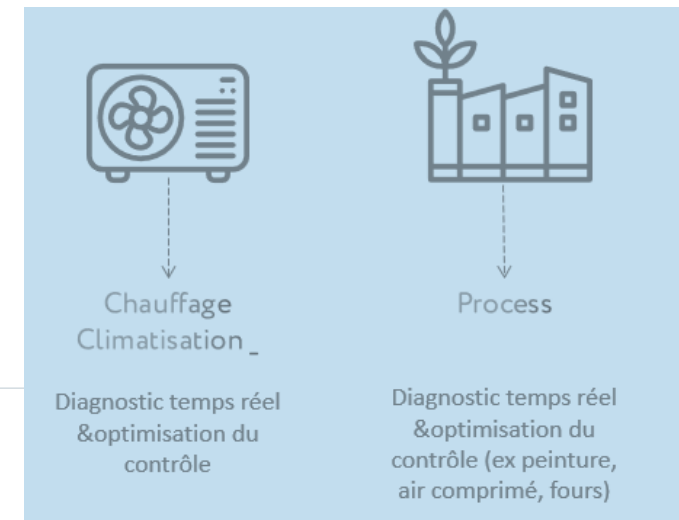 Chauffage
Climatisation _
Diagnostic temps réel
&optimisation du
contrôle
Process
Diagnostic temps réel
&optimisation du
contrôle (ex peinture,
air comprimé, fours)